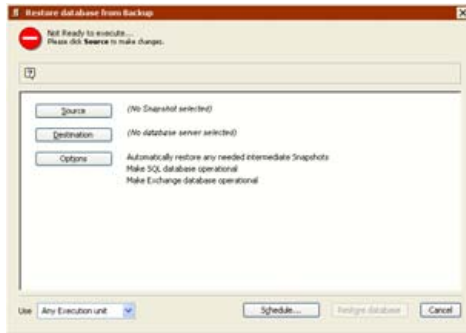 Restore database from Backup
Not Ready to execute...
Please click Source to make changes.
Source
(No Snapshot selected)
Destination
(No database server selected)
Options
Automatically restore any needed intermediate Snapshots
Make SQL database operational
Make Exchange database operational
Use
Any Execution unit
Schedule...
Restore database
Cancel